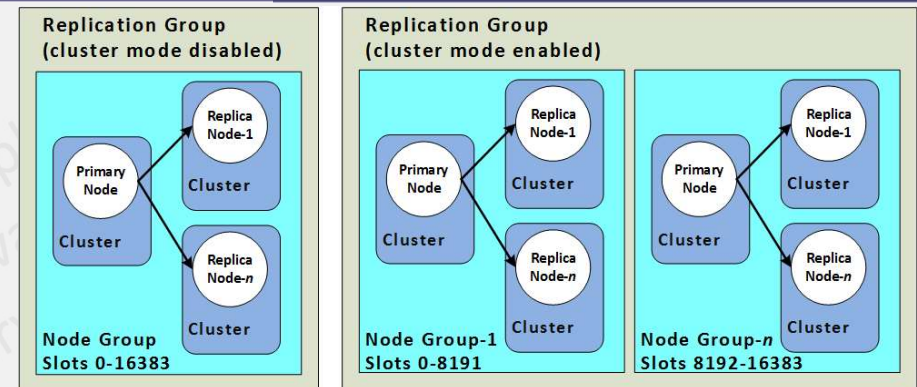 Replication Group
(cluster mode disabled)
Replica
Node-1
Cluster
Primary
Node
Cluster
Replica
Node-n
Cluster
Node Group
Slots 0-16383
Replication Group
(cluster mode enabled)
Replica
Node-1
Cluster
Primary
Node
Cluster
Replica
Node-n
Cluster
Node Group-1
Slots 0-8191
Replica
Node-1
Cluster
Primary
Node
Cluster
Replica
Node-n
Cluster
Node Group-n
Slots 8192-16383